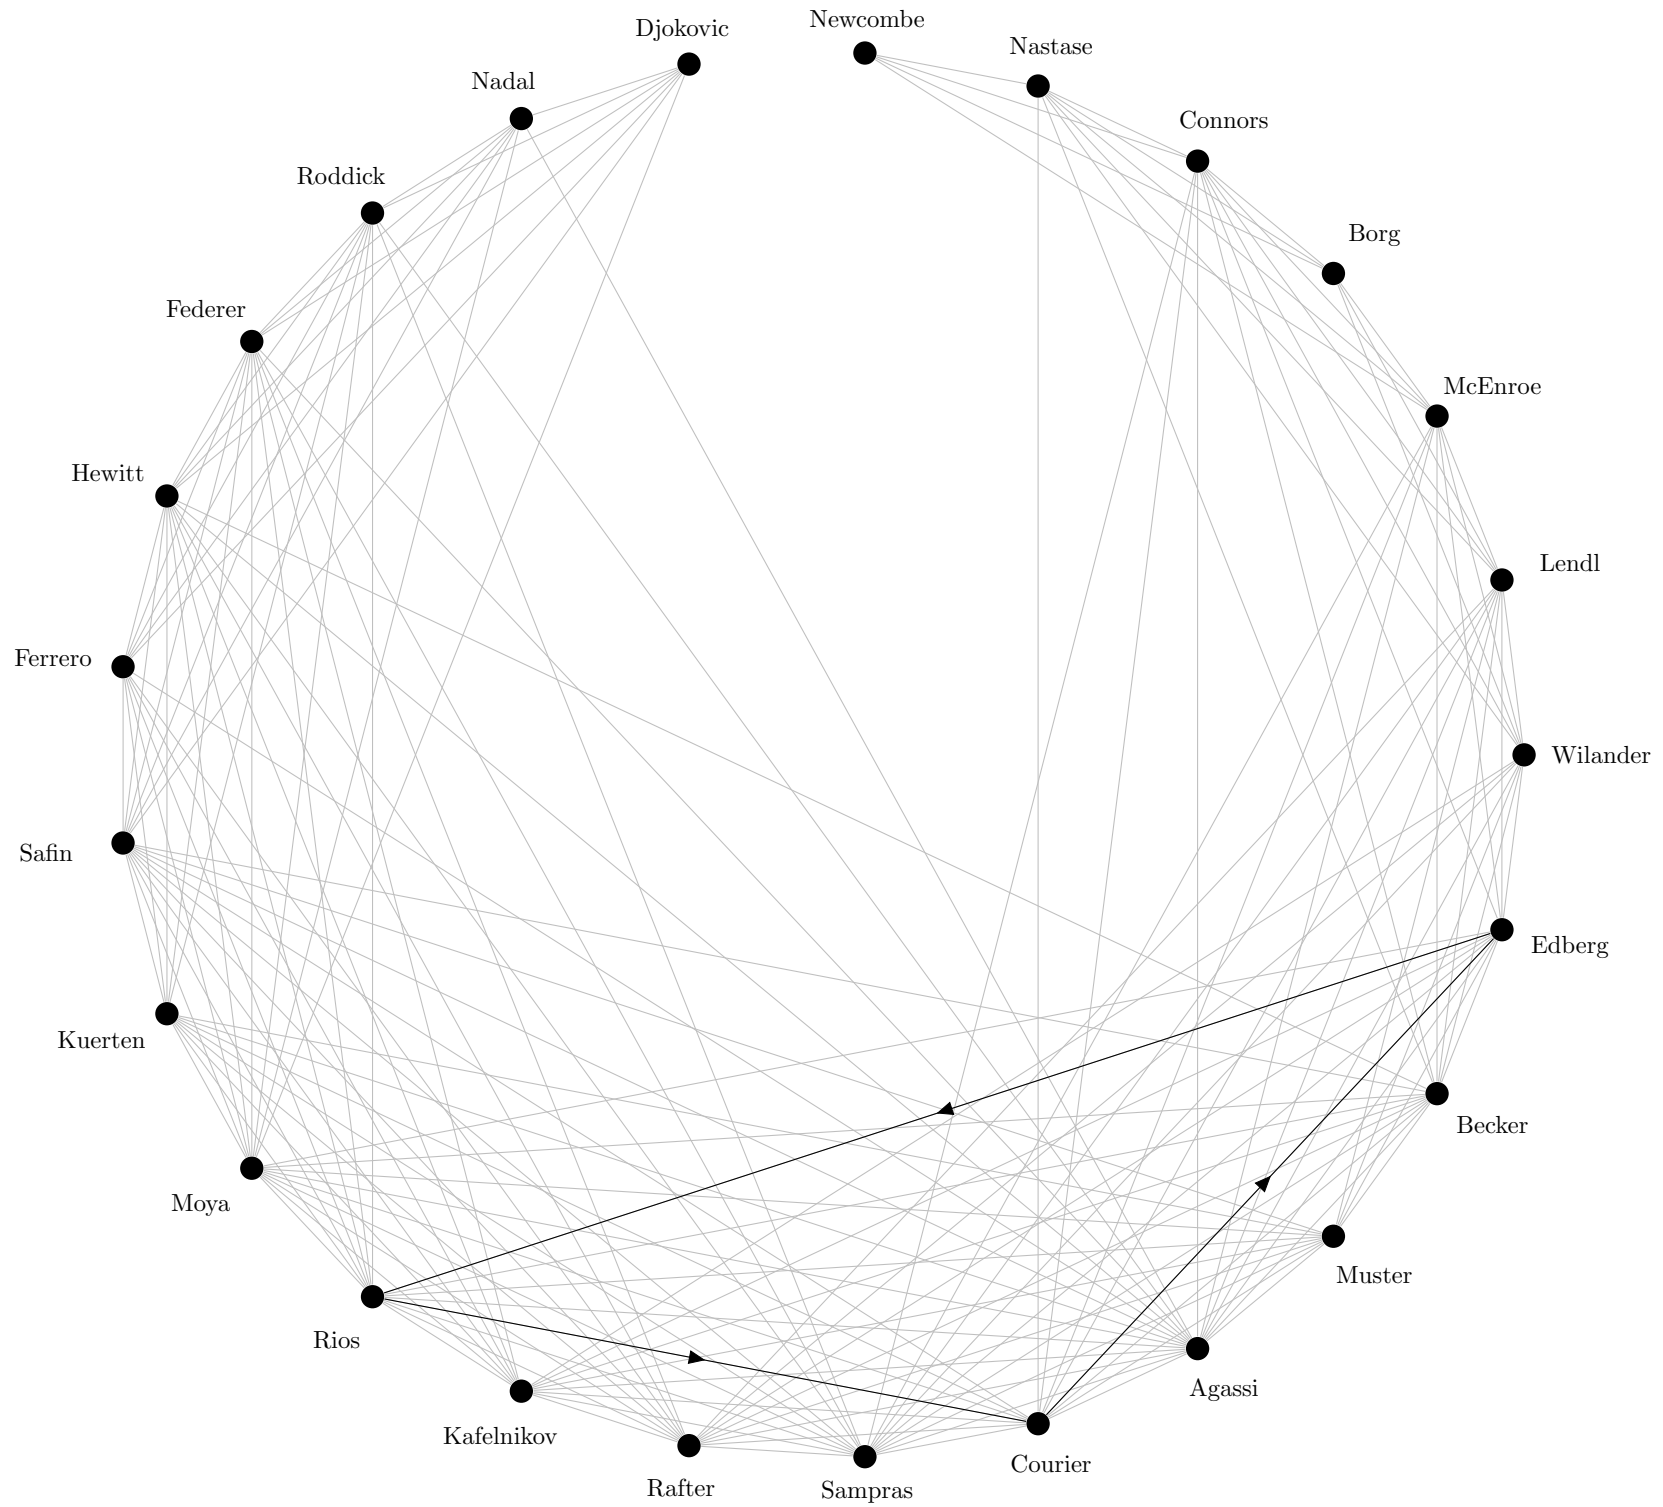 Newcombe
Djokovic
Nastase
Nadal
Connors
Roddick
Borg
Federer
McEnroe
Hewitt
Lendl
Ferrero
Wilander
Safin
Edberg
Kuerten
Becker
Moya
Muster
Rios
Agassi
Kafelnikov
Courier
Rafter
Sampras